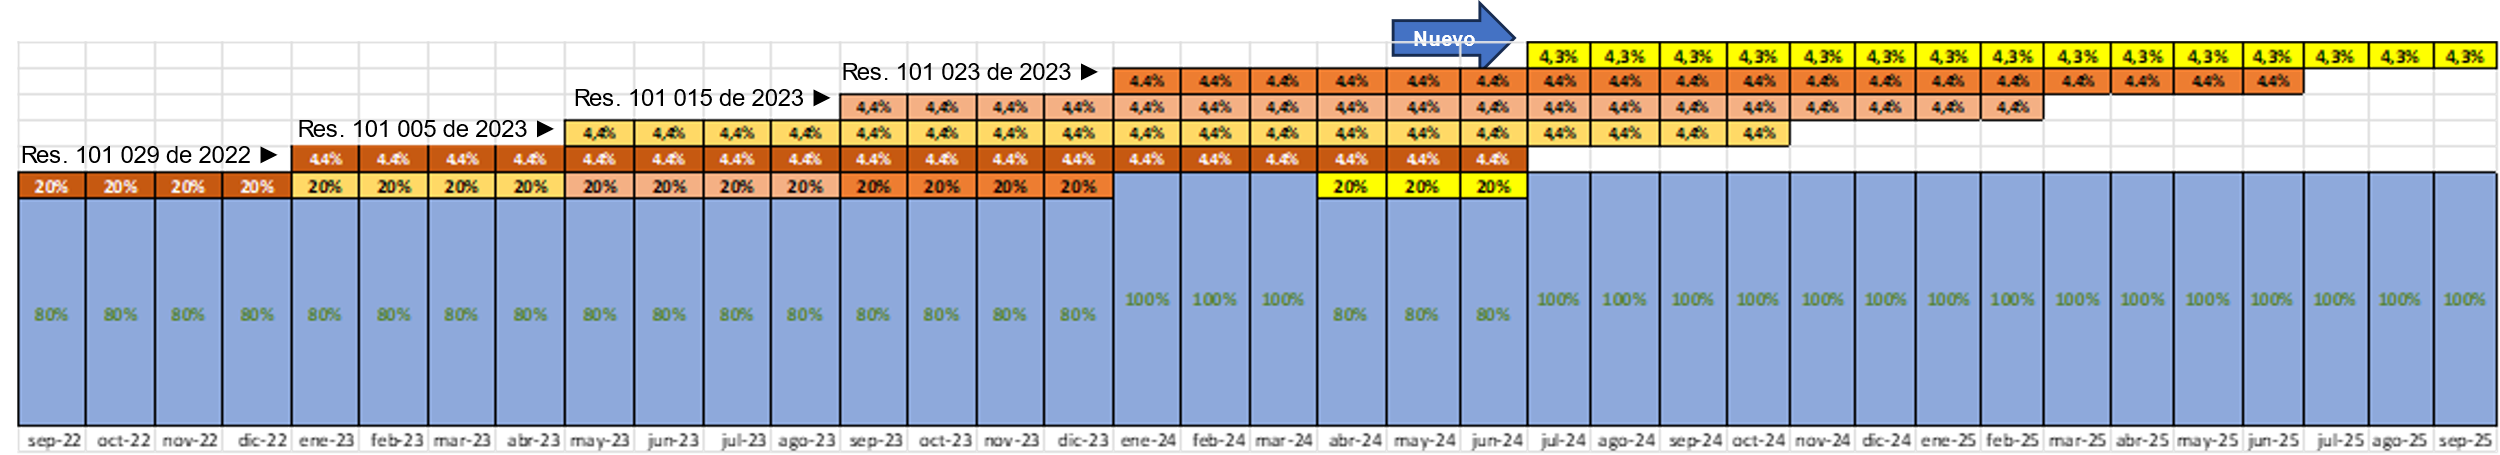 Nuevo
4,3% 4,3% 4,3% 4,3% 4,3% 4,3% 4,3% 4,3% 4,3% 4,3% 4,3% 4,3% 4,3% 4,3% 4,3%
Res. 101 023 de 2023 ► 4.4% 4.4% 4.4% 4.4% 4.4% 4.4% 4.4% 4.4% 4.4% 4.4% 4.4% 4.4% 4.4% 4.4% 4.4% 4.4% 4.4% 4.4%
Res. 101 015 de 2023 ► 4,4% 4,4% 4,4% 4,4% 4,4% 4,4% 4,4% 4,4% 4,4% 4,4% 4,4% 4,4% 4,4% 4,4% 4,4% 4,4% 4,4% 4,4%
Res. 101 005 de 2023 ► 4,4% 4,4% 4,4% 4,4% 4,4% 4,4% 4,4% 4,4% 4,4% 4,4% 4,4% 4,4% 4,4% 4,4% 4,4% 4,4% 4,4% 4,4%
Res. 101 029 de 2022 ► 4.4% 4.4% 4.4% 4.4% 4.4% 4.4% 4.4% 4.4% 4.4% 4.4% 4.4% 4.4% 4.4% 4.4% 4.4% 4.4% 4.4% 4.4%
20% 20% 20% 20% 20% 20% 20% 20% 20% 20% 20% 20% 20% 20% 20% 20% 20% 20% 20%
100% 100% 100% 100% 100% 100% 100% 100% 100% 100% 100% 100% 100% 100% 100% 100% 100% 100%
80% 80% 80% 80% 80% 80% 80% 80% 80% 80% 80% 80% 80% 80% 80% 80% 80% 80% 80%
sep-22 oct-22 nov-22 dic-22 ene-23 feb-23 mar-23 abr-23 may-23 jun-23 jul-23 ago-23 sep-23 oct-23 nov-23 dic-23 ene-24 feb-24 mar-24 abr-24 may-24 jun-24 jul-24 ago-24 sep-24 oct-24 nov-24 dic-24 ene-25 feb-25 mar-25 abr-25 may-25 jun-25 jul-25 ago-25 sep-25